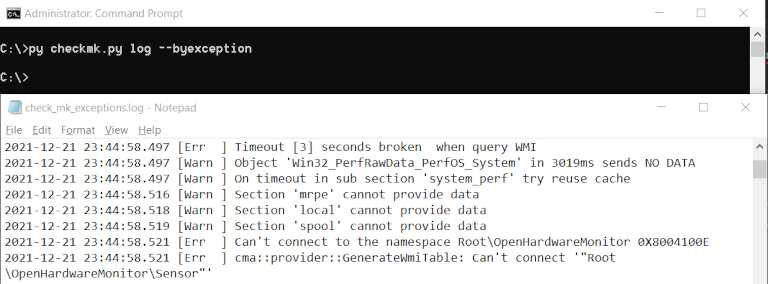 Administrator: Command Prompt
C:\>py checkmk.py log --byexception
C:\>
check_mk_exceptions.log - Notepad
File Edit Format View Help
2021-12-21 23:44:58.497 [Err  ] Timeout [3] seconds broken  when query WMI
2021-12-21 23:44:58.497 [Warn ] Object 'Win32_PerfRawData_PerfOS_System' in 3019ms sends NO DATA
2021-12-21 23:44:58.497 [Warn ] On timeout in sub section 'system_perf' try reuse cache
2021-12-21 23:44:58.516 [Warn ] Section 'mrpe' cannot provide data
2021-12-21 23:44:58.518 [Warn ] Section 'local' cannot provide data
2021-12-21 23:44:58.519 [Warn ] Section 'spool' cannot provide data
2021-12-21 23:44:58.521 [Err  ] Can't connect to the namespace Root\OpenHardwareMonitor 0X8004100E
2021-12-21 23:44:58.521 [Err  ] cma::provider::GenerateWmiTable: Can't connect '"Root
\OpenHardwareMonitor\Sensor"'